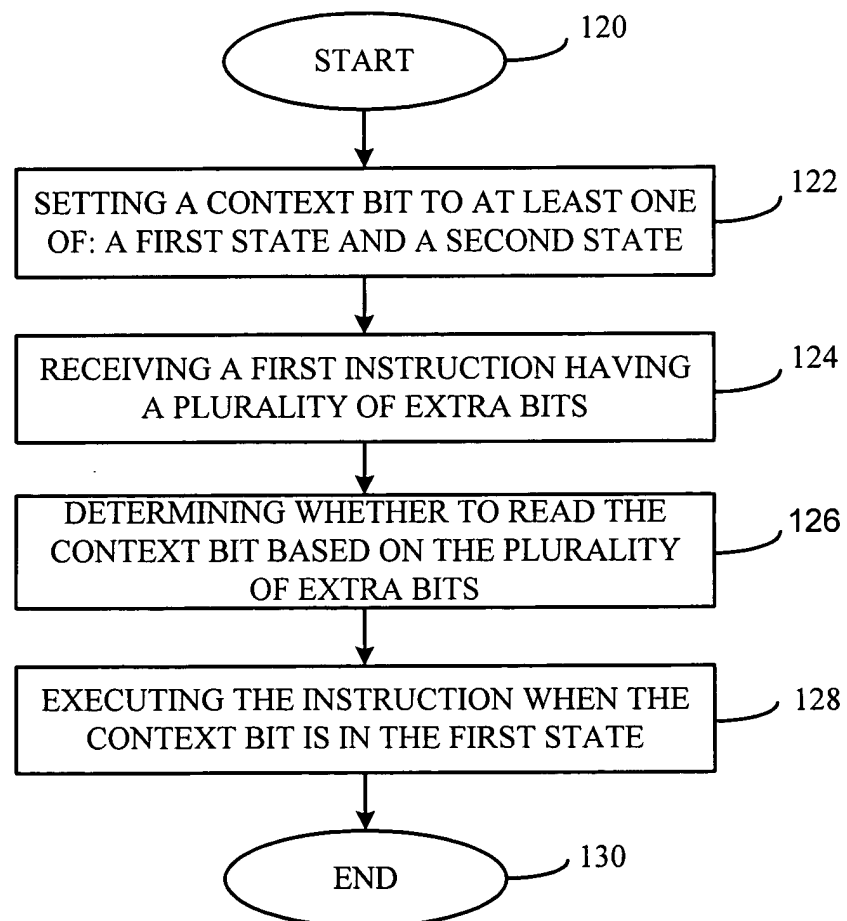 START
120
SETTING A CONTEXT BIT TO AT LEAST ONE
OF: A FIRST STATE AND A SECOND STATE
122
RECEIVING A FIRST INSTRUCTION HAVING
A PLURALITY OF EXTRA BITS
124
DETERMINING WHETHER TO READ THE
CONTEXT BIT BASED ON THE PLURALITY
OF EXTRA BITS
126
EXECUTING THE INSTRUCTION WHEN THE
CONTEXT BIT IS IN THE FIRST STATE
128
END
130